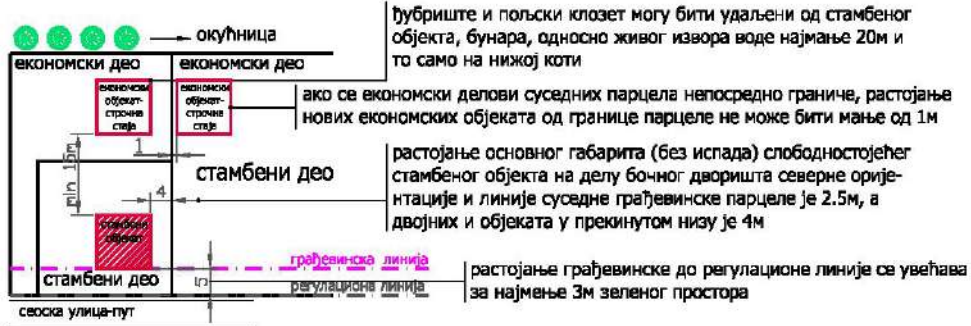 окућница
ђубриште и пољски клозет могу бити удаљени од стамбеног
објекта, бунара, односно живог извора воде најмање 20м и
то само на нижој коти
економски део
економски део
економски
објекат-
сточна
стаја
економски
објекат-
строчна
стаја
ако се економски делови суседних парцела непосредно граниче, растојање
нових економских објеката од границе парцеле не може бити мање од 1м
1
min 15м
4
стамбени део
растојање основног габарита (без испада) слободностојећег
стамбеног објекта на делу бочног дворишта северне орије-
нтације и линије суседне грађевинске парцеле је 2.5м, а
двојних и објеката у прекинутом низу је 4м
стамбени
објекат
грађевинска линија
стамбени део
5
регулационе линија
растојање грађевинске до регулационе линије се увећава
за најмење 3м зеленог простора
сеоска улица-пут